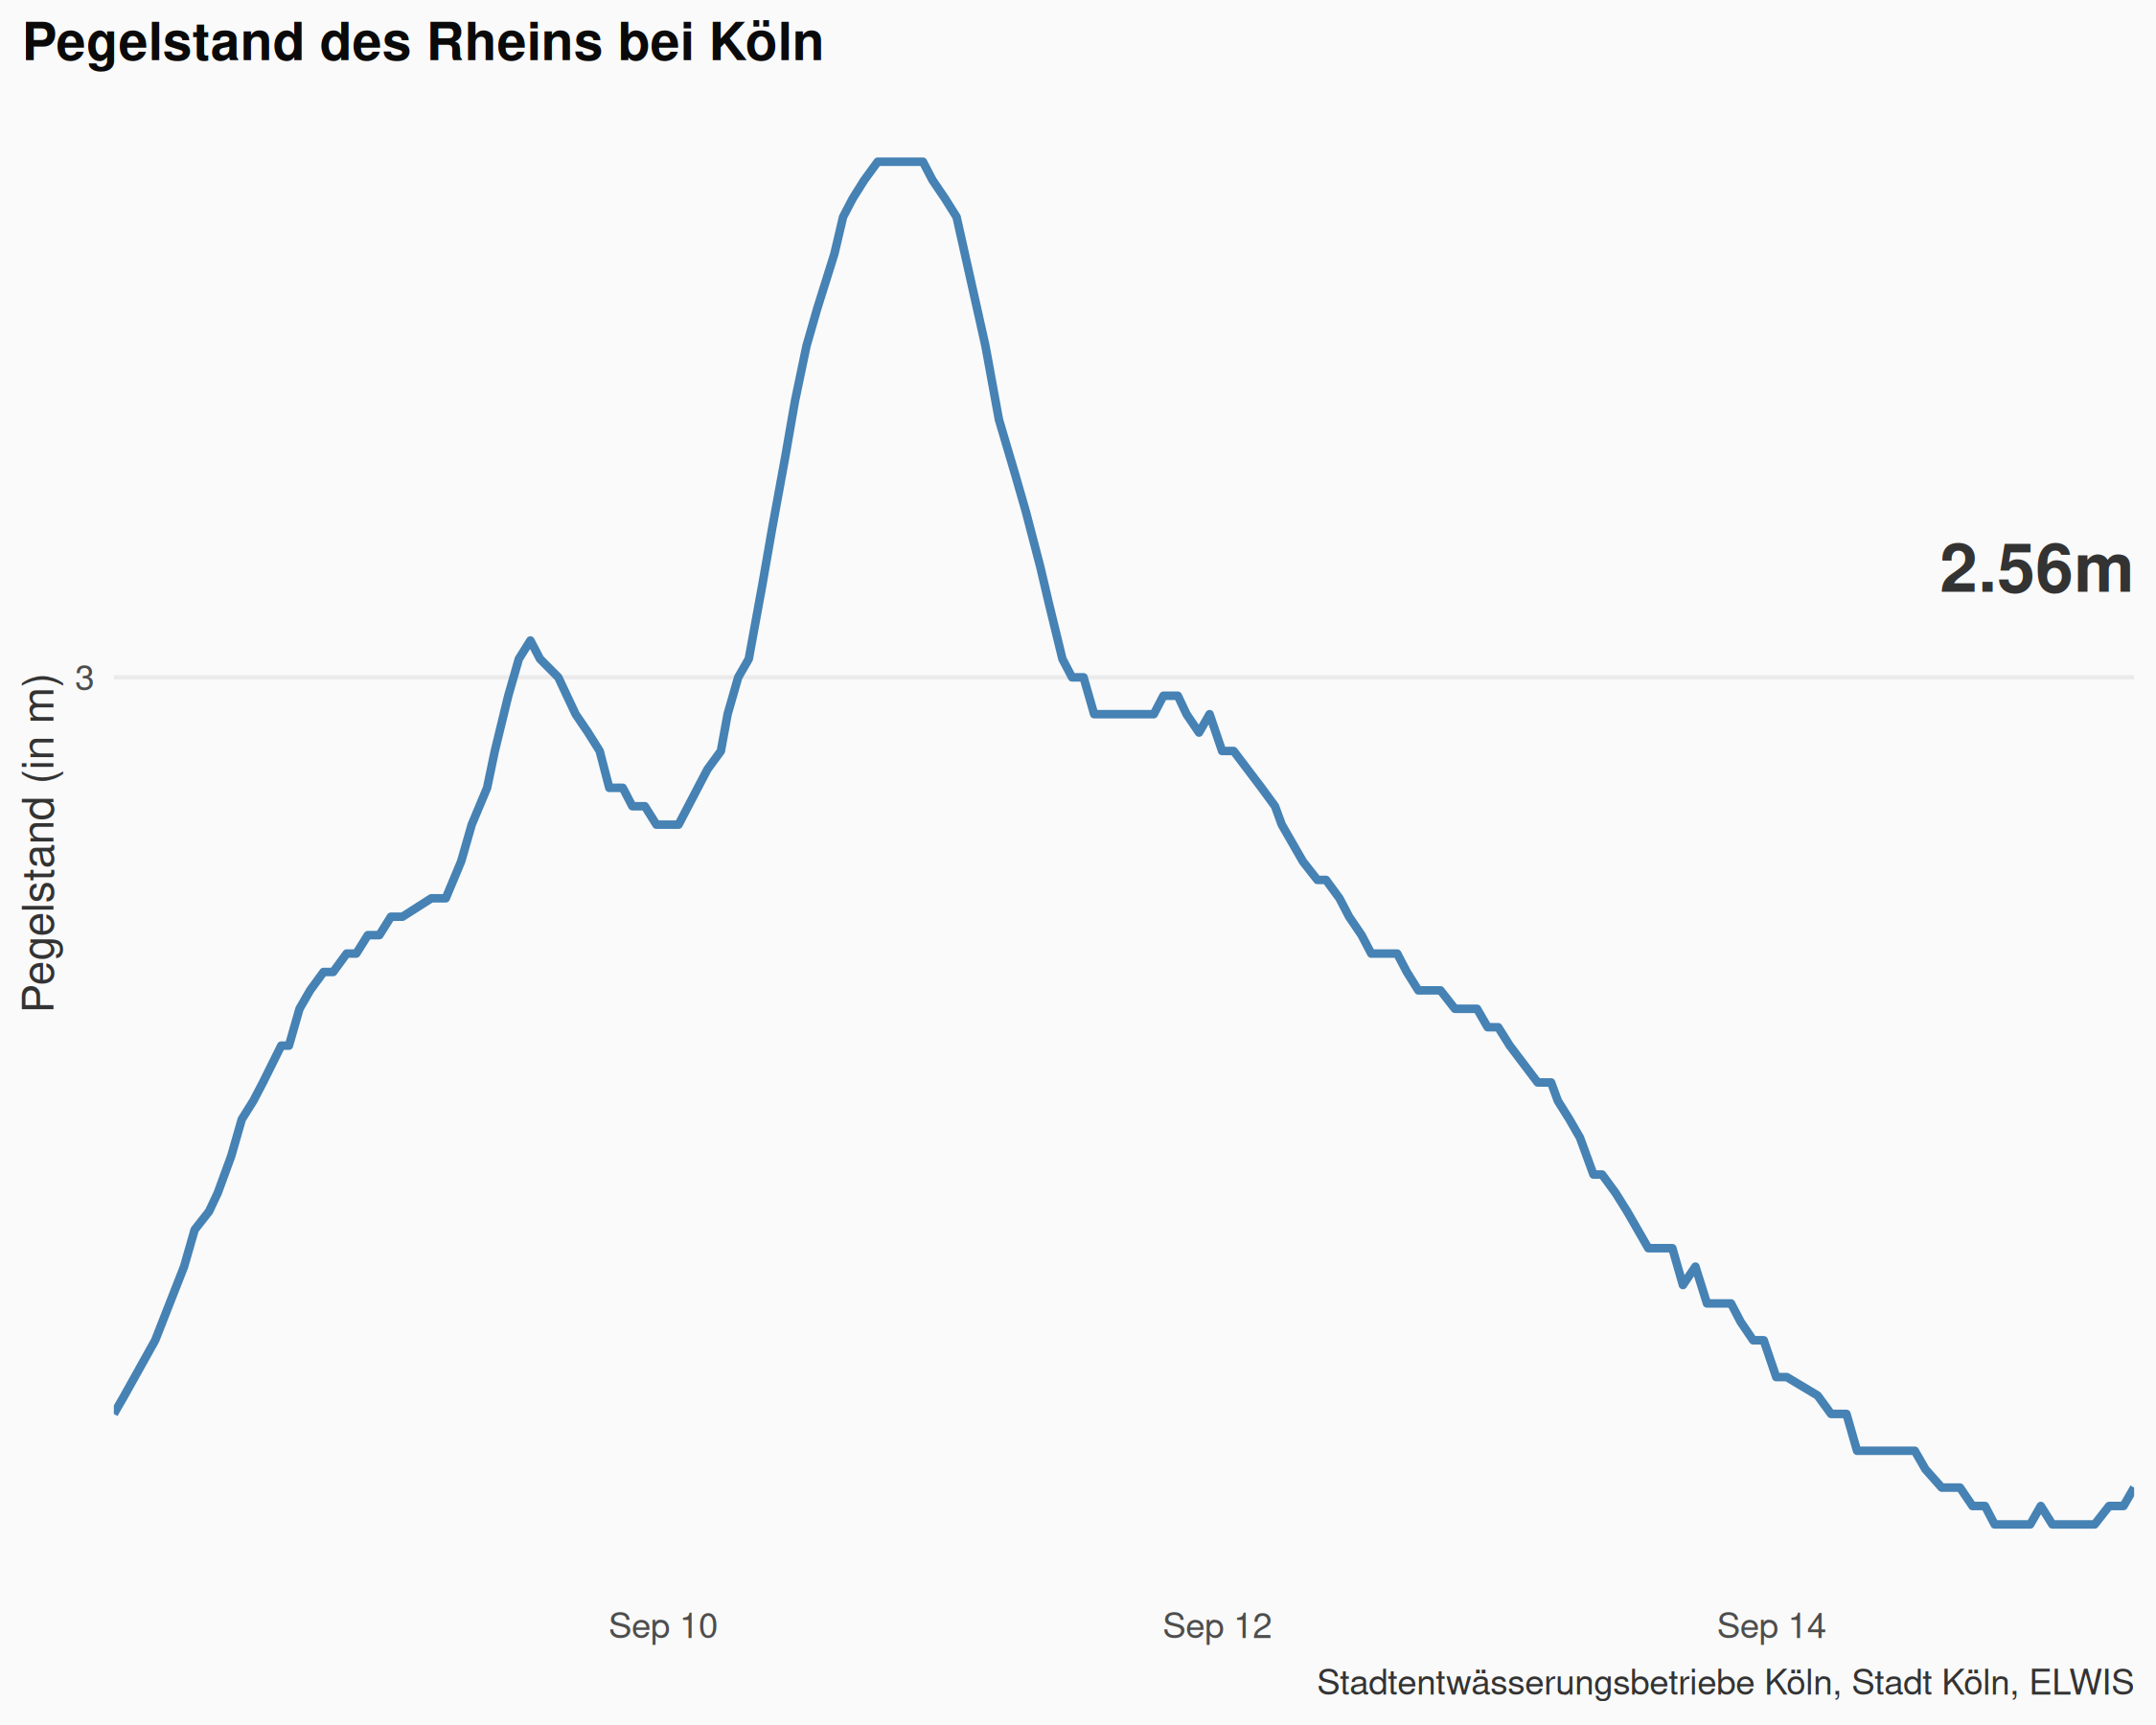 Pegelstand des Rheins bei Köln
2.56m
Pegelstand (in m)
3
Sep 10 Sep 12 Sep 14
Stadtentwässerungsbetriebe Köln, Stadt Köln, ELWIS